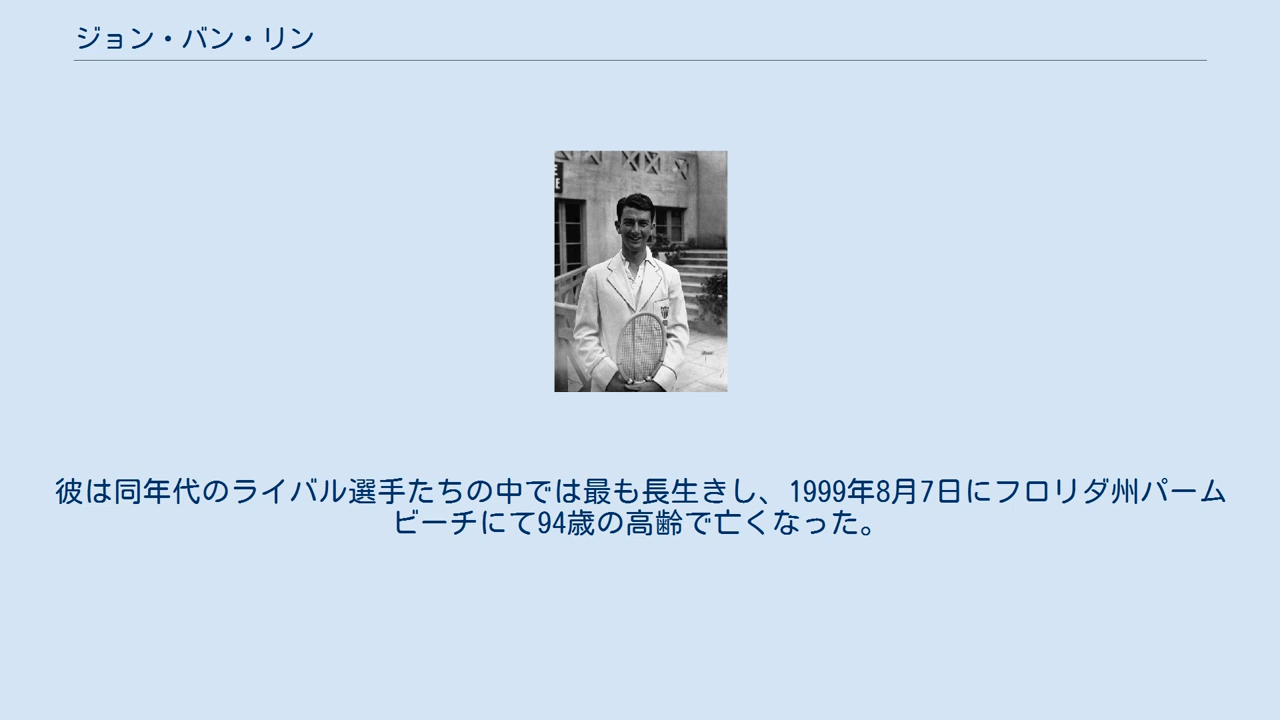 ジョン・バン・リン
彼は同年代のライバル選手たちの中では最も長生きし、1999年8月7日にフロリダ州パーム
ビーチにて94歳の高齢で亡くなった。